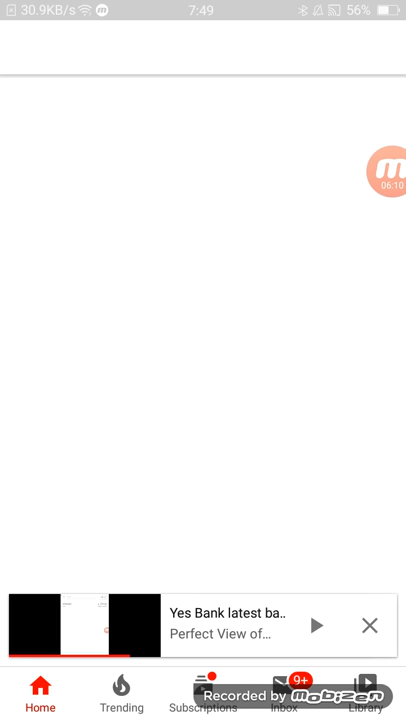 30.9KB/s m 7:49 56%
m
06:10
Yes Bank latest ba..
Perfect View of...
9+
Home Trending Subscriptions Inbox Library
Recorded by mobizen